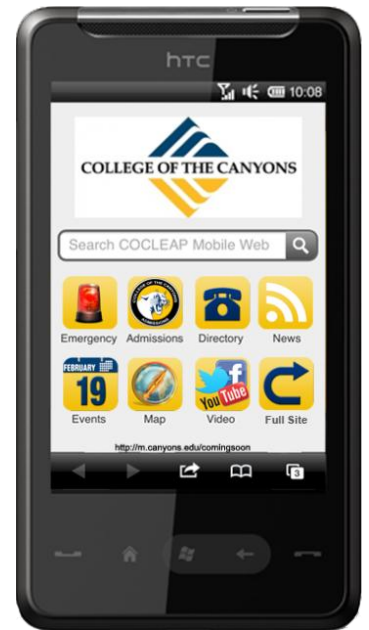 hTC
10:08
COLLEGE OF THE CANYONS
Search COCLEAP Mobile Web
Emergency
Admissions
Directory
News
FEBRUARY
19
You Tube
Events
Map
Video
Full Site
http://m.canyons.edu/comingsoon
3